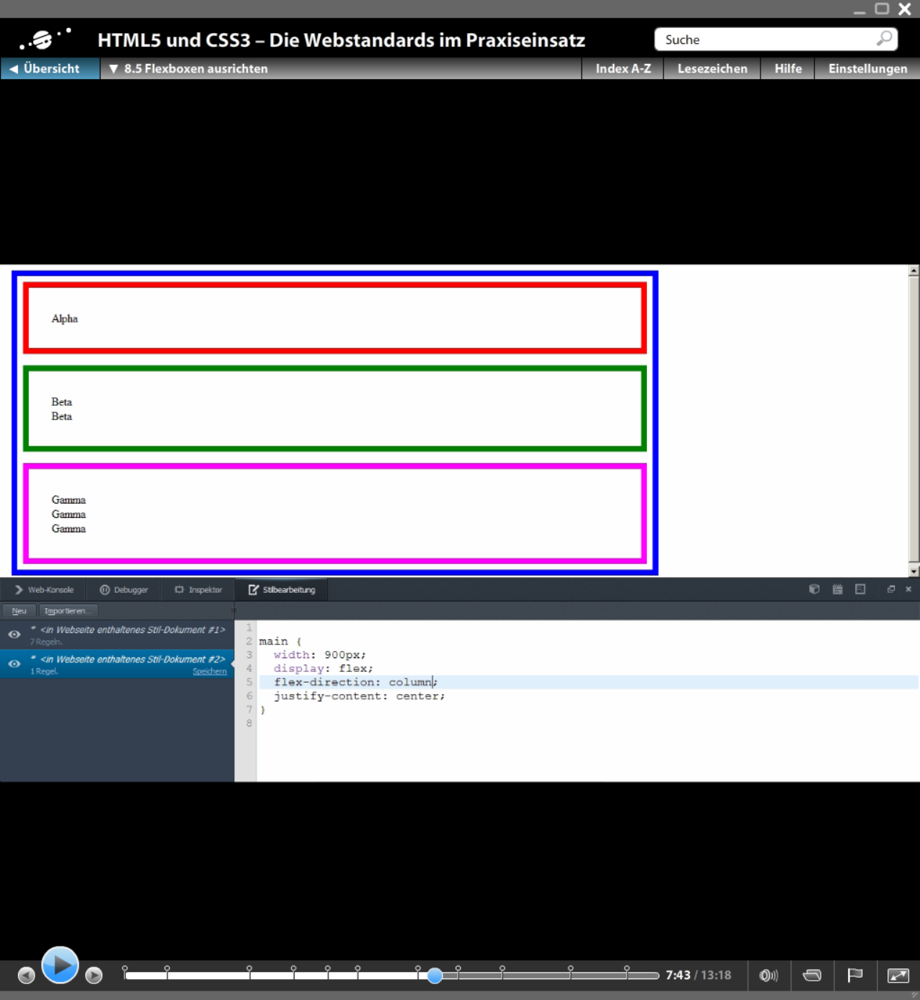 HTML5 und CSS3 – Die Webstandards im Praxiseinsatz
Suche
◀ Übersicht
▼ 8.5 Flexboxen ausrichten
Index A-Z
Lesezeichen
Hilfe
Einstellungen
Alpha
Beta
Beta
Gamma
Gamma
Gamma
Web-Konsole
Debugger
Inspektor
Stilbearbeitung
Neu
Importieren...
* <in Webseite enthaltenes Stil-Dokument #1>
7 Regeln.
* <in Webseite enthaltenes Stil-Dokument #2>
1 Regel.
Speichern
1
2 main {
3 width: 900px;
4 display: flex;
5 flex-direction: column;
6 justify-content: center;
7 }
8
7:43 / 13:18